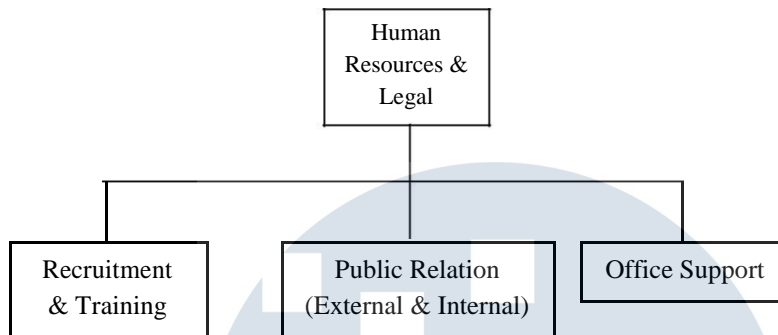 Human
Resources &
Legal
Recruitment
& Training
Public Relation
(External & Internal)
Office Support